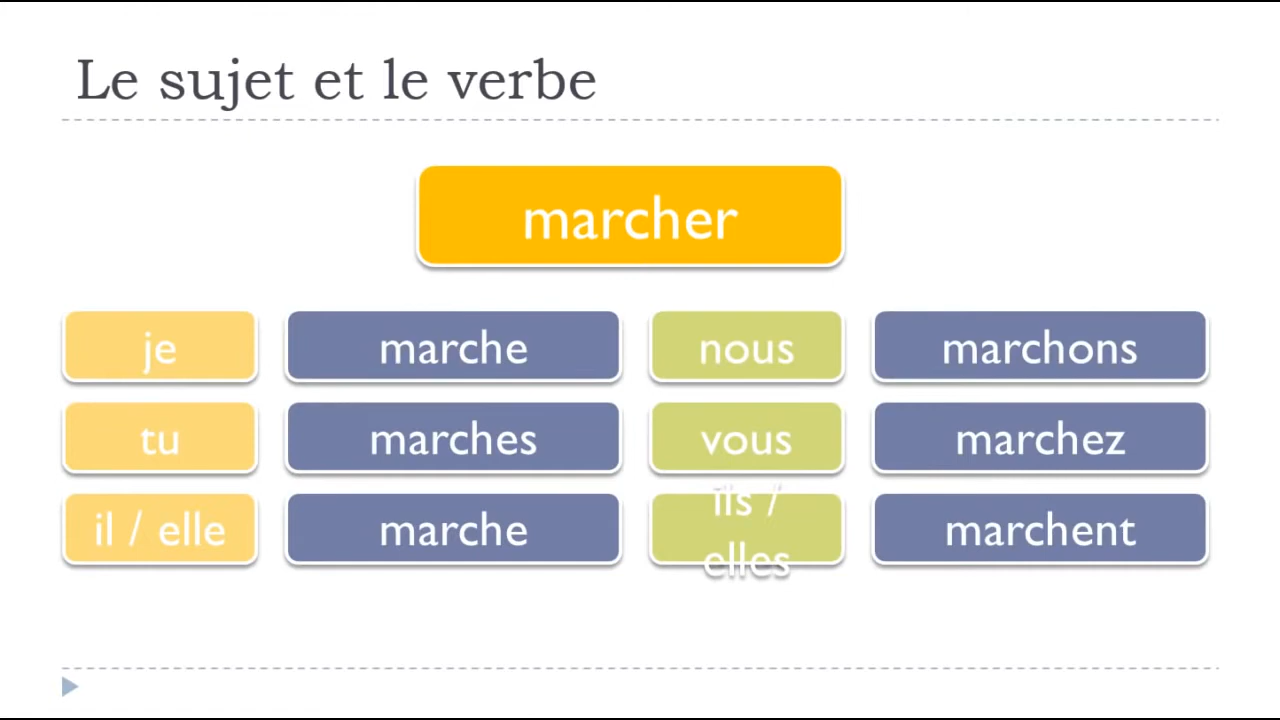 Le sujet et le verbe
marcher
je marche nous marchons
tu marches vous marchez
il / elle marche ils / elles marchent